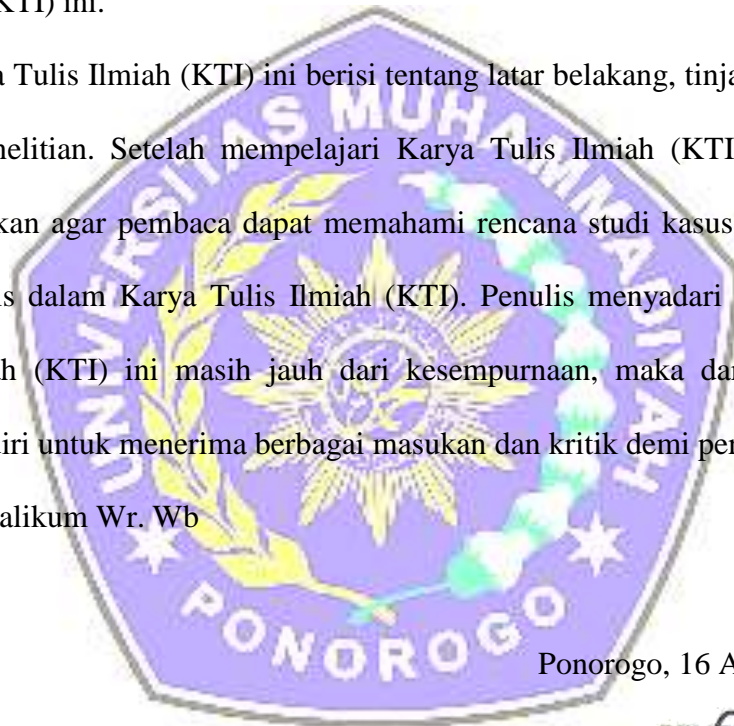 KTI) ini.
a Tulis Ilmiah (KTI) ini berisi tentang latar belakang, tinja
nelitian. Setelah mempelajari Karya Tulis Ilmiah (KTI
kan agar pembaca dapat memahami rencana studi kasus
is dalam Karya Tulis Ilmiah (KTI). Penulis menyadari
ah (KTI) ini masih jauh dari kesempurnaan, maka dar
iri untuk menerima berbagai masukan dan kritik demi per
alikum Wr. Wb
UNIVERSITAS MUHAMMADIYAH
PONOROGO
Ponorogo, 16 A